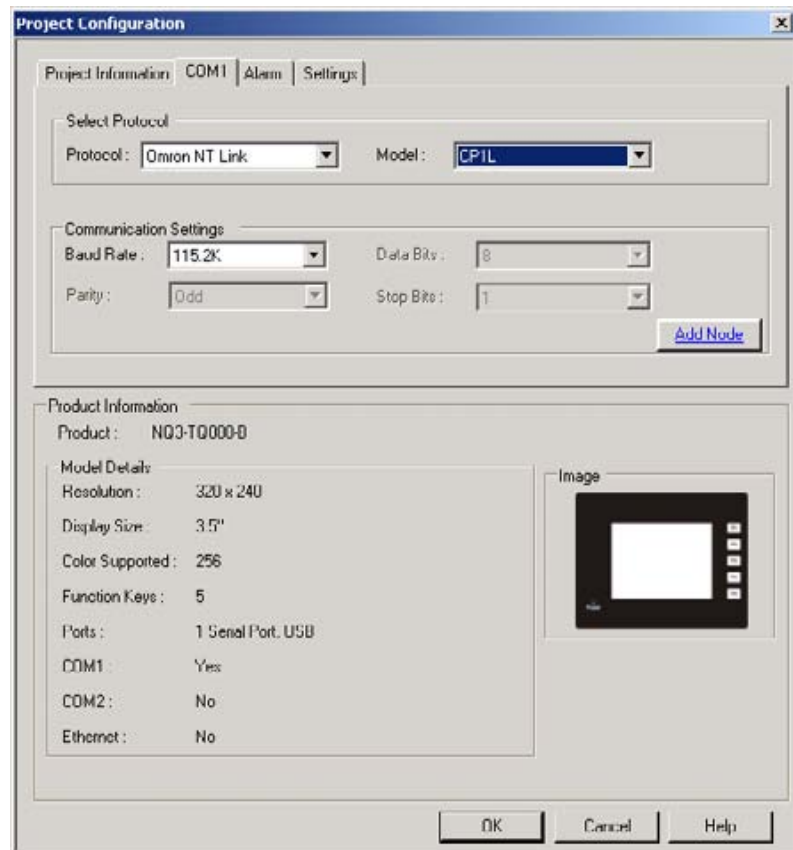 Project Configuration
Project Information COM1 Alarm Settings
Select Protocol
Protocol : Omron NT Link Model : CP1L
Communication Settings
Baud Rate : 115.2K Data Bits : 8
Parity : Odd Stop Bits : 1
Add Node
Product Information
Product : NQ3-TQ000-B
Model Details
Image
Resolution : 320 x 240
Display Size : 3.5"
Color Supported : 256
Function Keys : 5
Ports : 1 Serial Port, USB
COM1 : Yes
COM2 : No
Ethernet : No
OK Cancel Help